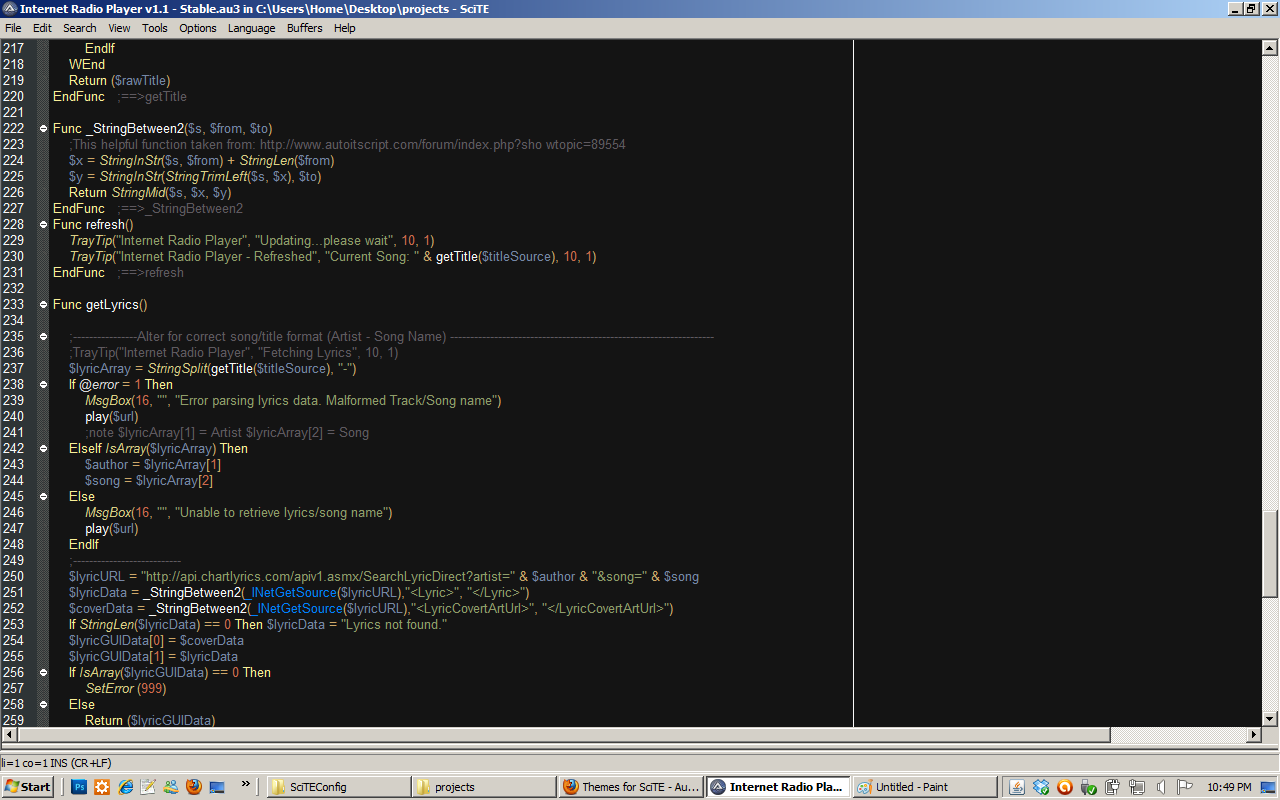 Internet Radio Player v1.1 - Stable.au3 in C:\Users\Home\Desktop\projects - SciTE
File Edit Search View Tools Options Language Buffers Help
217 EndIf
218 WEnd
219 Return ($rawTitle)
220 EndFunc ;==>getTitle
221
222 Func _StringBetween2($s, $from, $to)
223 ;This helpful function taken from: http://www.autoitscript.com/forum/index.php?sho wtopic=89554
224 $x = StringInStr($s, $from) + StringLen($from)
225 $y = StringInStr(StringTrimLeft($s, $x), $to)
226 Return StringMid($s, $x, $y)
227 EndFunc ;==>_StringBetween2
228 Func refresh()
229 TrayTip("Internet Radio Player", "Updating...please wait", 10, 1)
230 TrayTip("Internet Radio Player - Refreshed", "Current Song: " & getTitle($titleSource), 10, 1)
231 EndFunc ;==>refresh
232
233 Func getLyrics()
234
235 ;----------------Alter for correct song/title format (Artist - Song Name) ------------------------------------------------------------------
236 ;TrayTip("Internet Radio Player", "Fetching Lyrics", 10, 1)
237 $lyricArray = StringSplit(getTitle($titleSource), "-")
238 If @error = 1 Then
239 MsgBox(16, "", "Error parsing lyrics data. Malformed Track/Song name")
240 play($url)
241 ;note $lyricArray[1] = Artist $lyricArray[2] = Song
242 ElseIf IsArray($lyricArray) Then
243 $author = $lyricArray[1]
244 $song = $lyricArray[2]
245 Else
246 MsgBox(16, "", "Unable to retrieve lyrics/song name")
247 play($url)
248 EndIf
249 ;---------------------------
250 $lyricURL = "http://api.chartlyrics.com/apiv1.asmx/SearchLyricDirect?artist=" & $author & "&song=" & $song
251 $lyricData = _StringBetween2(_INetGetSource($lyricURL),"<Lyric>", "</Lyric>")
252 $coverData = _StringBetween2(_INetGetSource($lyricURL),"<LyricCovertArtUrl>", "</LyricCovertArtUrl>")
253 If StringLen($lyricData) == 0 Then $lyricData = "Lyrics not found."
254 $lyricGUIData[0] = $coverData
255 $lyricGUIData[1] = $lyricData
256 If IsArray($lyricGUIData) == 0 Then
257 SetError (999)
258 Else
259 Return ($lyricGUIData)
li=1 co=1 INS (CR+LF)
Start Ps » SciTEConfig projects Themes for SciTE - Au... Internet Radio Pla... Untitled - Paint 10:49 PM